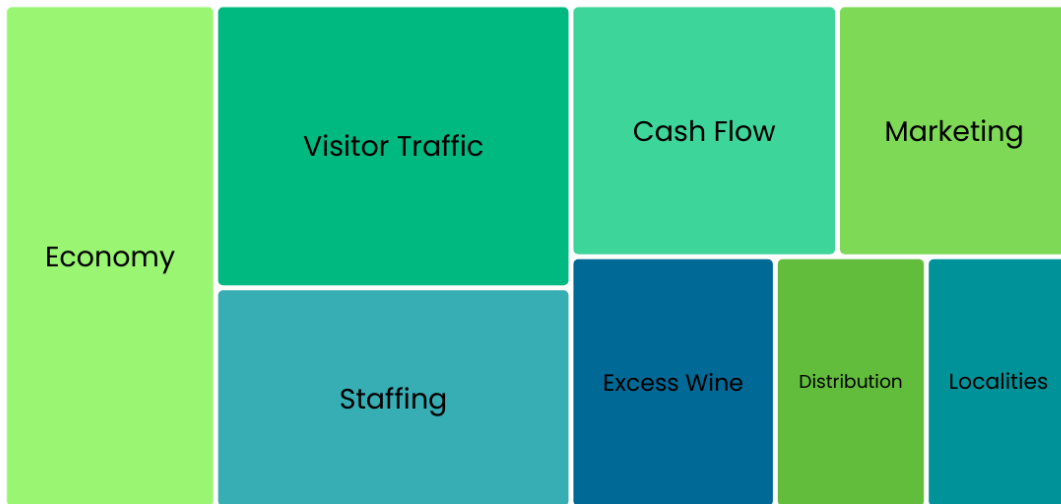 Economy
Visitor Traffic
Staffing
Cash Flow
Marketing
Excess Wine
Distribution
Localities